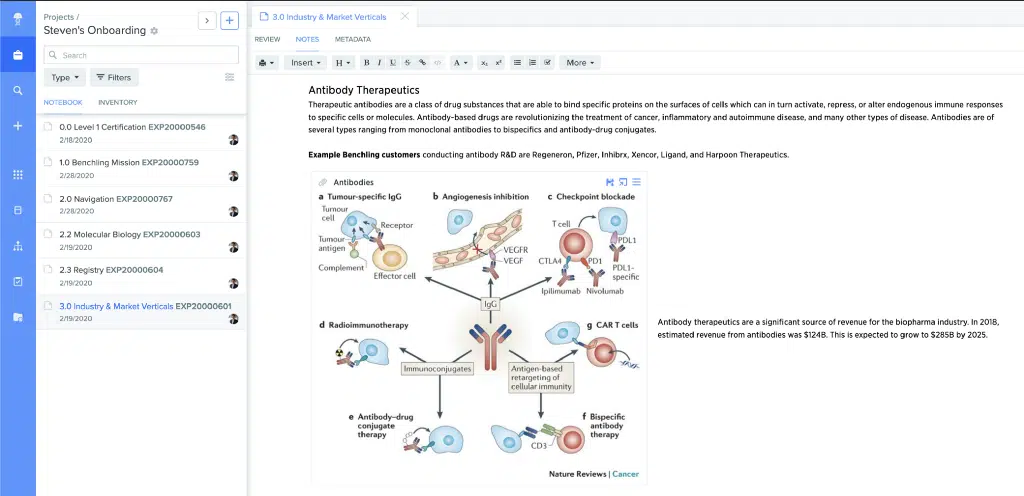 Projects /
Steven's Onboarding
Search
Type
Filters
NOTEBOOK
INVENTORY
0.0 Level 1 Certification EXP20000546
2/18/2020
1.0 Benchling Mission EXP20000759
2/28/2020
2.0 Navigation EXP20000767
2/28/2020
2.2 Molecular Biology EXP20000603
2/19/2020
2.3 Registry EXP20000604
2/19/2020
3.0 Industry & Market Verticals EXP20000601
2/19/2020
3.0 Industry & Market Verticals
REVIEW
NOTES
METADATA
Insert
H
B I U S
A
x₂ x²
More
Antibody Therapeutics
Therapeutic antibodies are a class of drug substances that are able to bind specific proteins on the surfaces of cells which can in turn activate, repress, or alter endogenous immune responses
to specific cells or molecules. Antibody-based drugs are revolutionizing the treatment of cancer, inflammatory and autoimmune disease, and many other types of disease. Antibodies are of
several types ranging from monoclonal antibodies to bispecifics and antibody-drug conjugates.
Example Benchling customers conducting antibody R&D are Regeneron, Pfizer, Inhibrx, Xencor, Ligand, and Harpoon Therapeutics.
Antibodies
a Tumour-specific IgG
Tumour
cell
Receptor
Tumour
antigen
Complement
Effector cell
b Angiogenesis inhibition
VEGFR
VEGF
c Checkpoint blockade
T cell
PDL1
CTLA4
PD1
PDL1-
specific
Ipilimumab
Nivolumab
IgG
d Radioimmunotherapy
g CAR T cells
Immunoconjugates
Antigen-based
retargeting of
cellular immunity
e Antibody–drug
conjugate
therapy
f Bispecific
antibody
therapy
CD3
Nature Reviews | Cancer
Antibody therapeutics are a significant source of revenue for the biopharma industry. In 2018,
estimated revenue from antibodies was $124B. This is expected to grow to $285B by 2025.